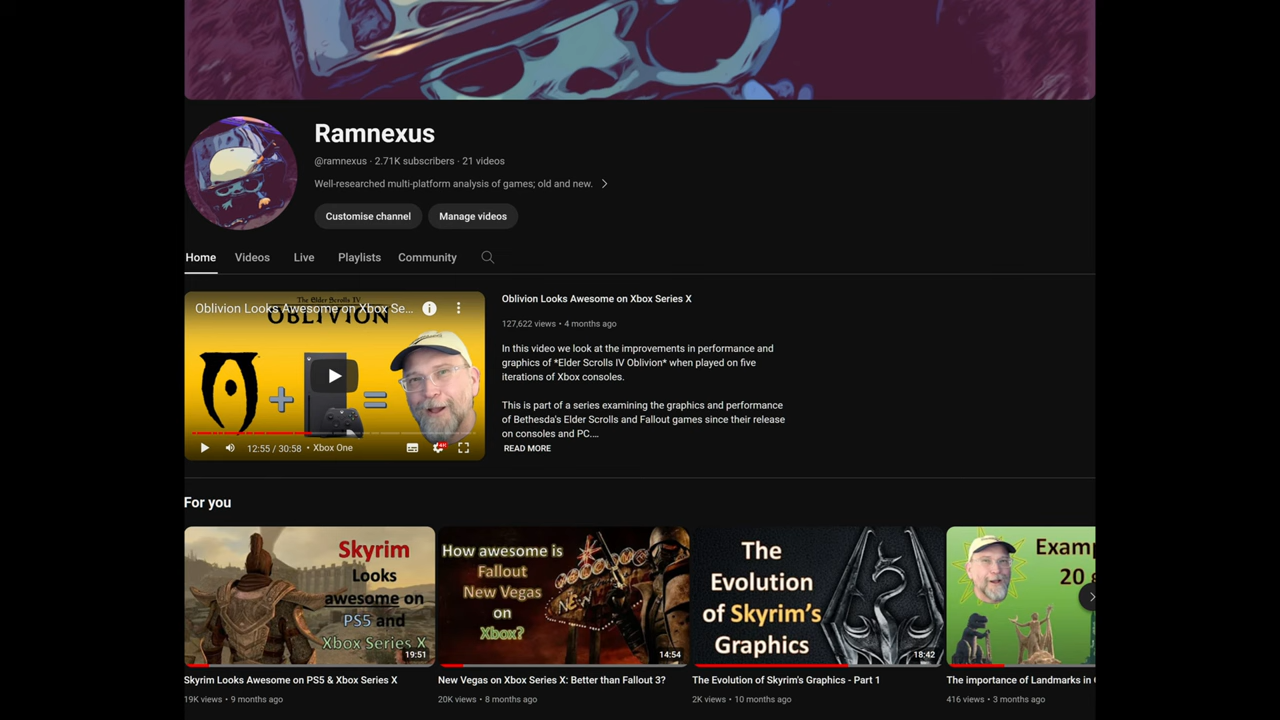 Ramnexus
@ramnexus · 2.71K subscribers · 21 videos
Well-researched multi-platform analysis of games; old and new.
Customise channel
Manage videos
Home
Videos
Live
Playlists
Community
The Elder Scrolls IV
OBLIVION
Oblivion Looks Awesome on Xbox Se...
12:55 / 30:58 • Xbox One
4K
Oblivion Looks Awesome on Xbox Series X
127,622 views • 4 months ago
In this video we look at the improvements in performance and
graphics of *Elder Scrolls IV Oblivion* when played on five
iterations of Xbox consoles.
This is part of a series examining the graphics and performance
of Bethesda's Elder Scrolls and Fallout games since their release
on consoles and PC....
READ MORE
For you
Skyrim
Looks
awesome on
PS5 and
Xbox Series X
19:51
Skyrim Looks Awesome on PS5 & Xbox Series X
19K views • 9 months ago
How awesome is
Fallout
New Vegas
on
Xbox?
NEW
14:54
New Vegas on Xbox Series X: Better than Fallout 3?
20K views • 8 months ago
The
Evolution
of Skyrim's
Graphics
18:42
The Evolution of Skyrim's Graphics - Part 1
2K views • 10 months ago
Examp
20
The importance of Landmarks in
416 views • 3 months ago